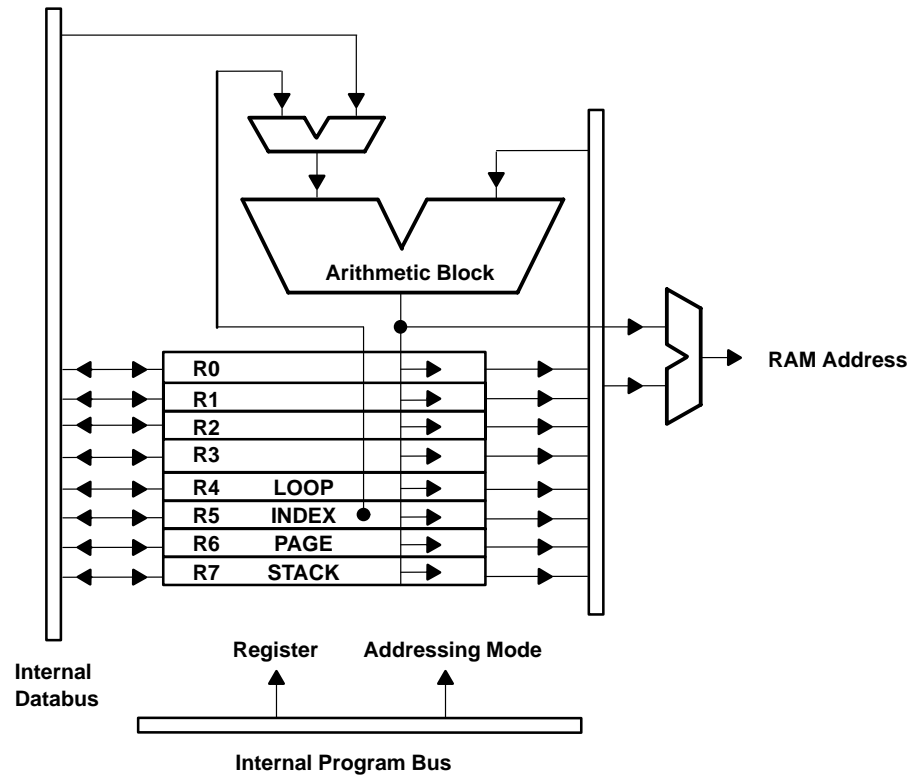 Arithmetic Block
RAM Address
R0
R1
R2
R3
R4 LOOP
R5 INDEX
R6 PAGE
R7 STACK
Register
Addressing Mode
Internal
Databus
Internal Program Bus